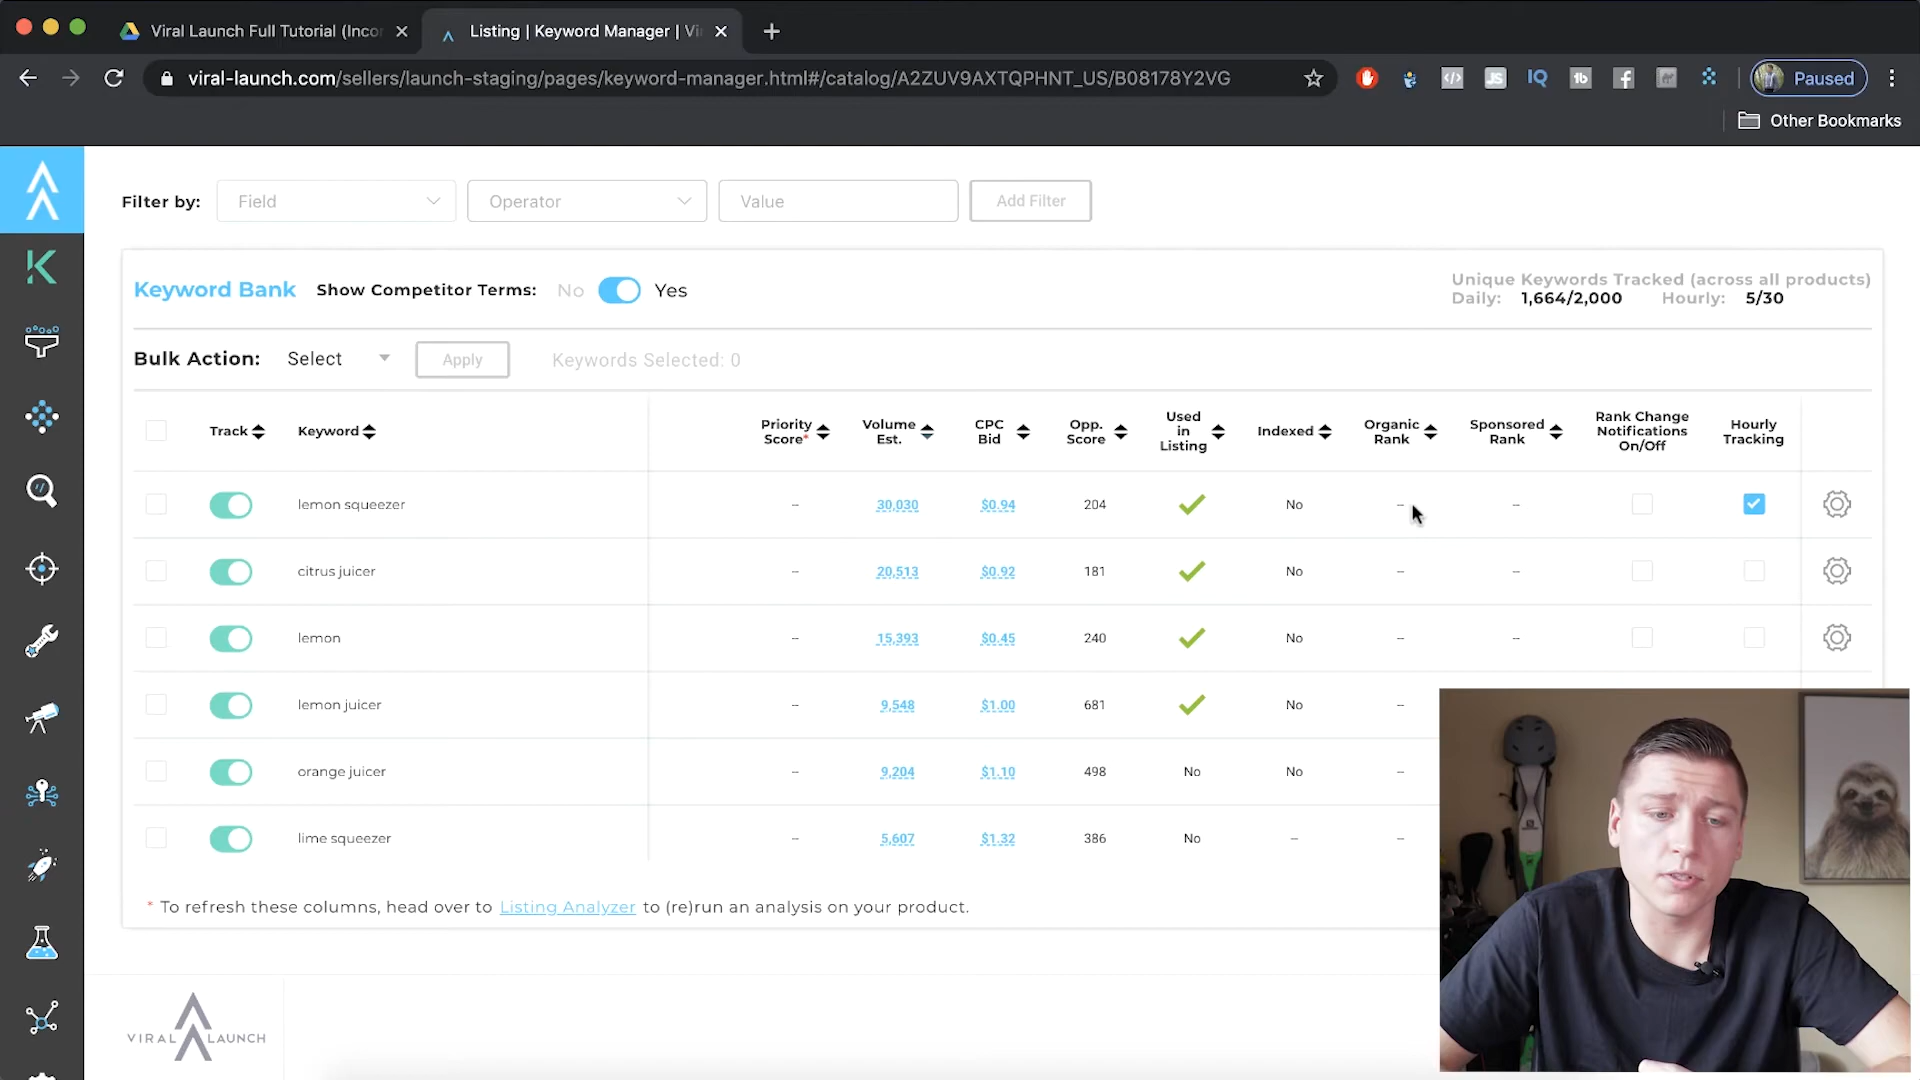 Viral Launch Full Tutorial (Incor
Listing | Keyword Manager | Vi
viral-launch.com/sellers/launch-staging/pages/keyword-manager.html#/catalog/A2ZUV9AXTQPHNT_US/B08178Y2VG
Paused
Other Bookmarks
Filter by: Field Operator Value Add Filter
Keyword Bank Show Competitor Terms: No Yes
Unique Keywords Tracked (across all products)
Daily: 1,664/2,000 Hourly: 5/30
Bulk Action: Select Apply Keywords Selected: 0
Track Keyword Priority Score* Volume Est. CPC Bid Opp. Score Used in Listing Indexed Organic Rank Sponsored Rank Rank Change Notifications On/Off Hourly Tracking
lemon squeezer -- 30,030 $0.94 204 No -- --
citrus juicer -- 20,513 $0.92 181 No -- --
lemon -- 15,393 $0.45 240 No -- --
lemon juicer -- 9,548 $1.00 681 No --
orange juicer -- 9,204 $1.10 498 No No --
lime squeezer -- 5,607 $1.32 386 No -- --
* To refresh these columns, head over to Listing Analyzer to (re)run an analysis on your product.
VIRAL LAUNCH